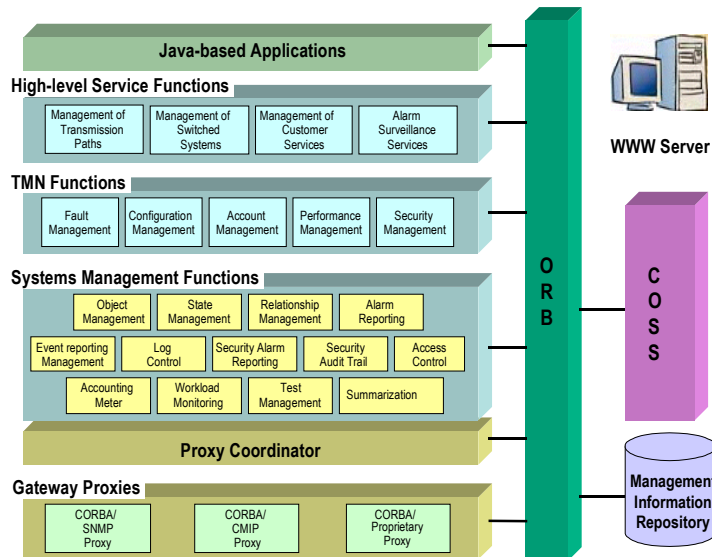 Java-based Applications
High-level Service Functions
Management of
Transmission
Paths
Management of
Switched
Systems
Management of
Customer
Services
Alarm
Surveillance
Services
TMN Functions
Fault
Management
Configuration
Management
Account
Management
Performance
Management
Security
Management
Systems Management Functions
Object
Management
State
Management
Relationship
Management
Alarm
Reporting
Event reporting
Management
Log
Control
Security Alarm
Reporting
Security
Audit Trail
Access
Control
Accounting
Meter
Workload
Monitoring
Test
Management
Summarization
Proxy Coordinator
Gateway Proxies
CORBA/
SNMP
Proxy
CORBA/
CMIP
Proxy
CORBA/
Proprietary
Proxy
O
R
B
WWW Server
C
O
S
S
Management
Information
Repository